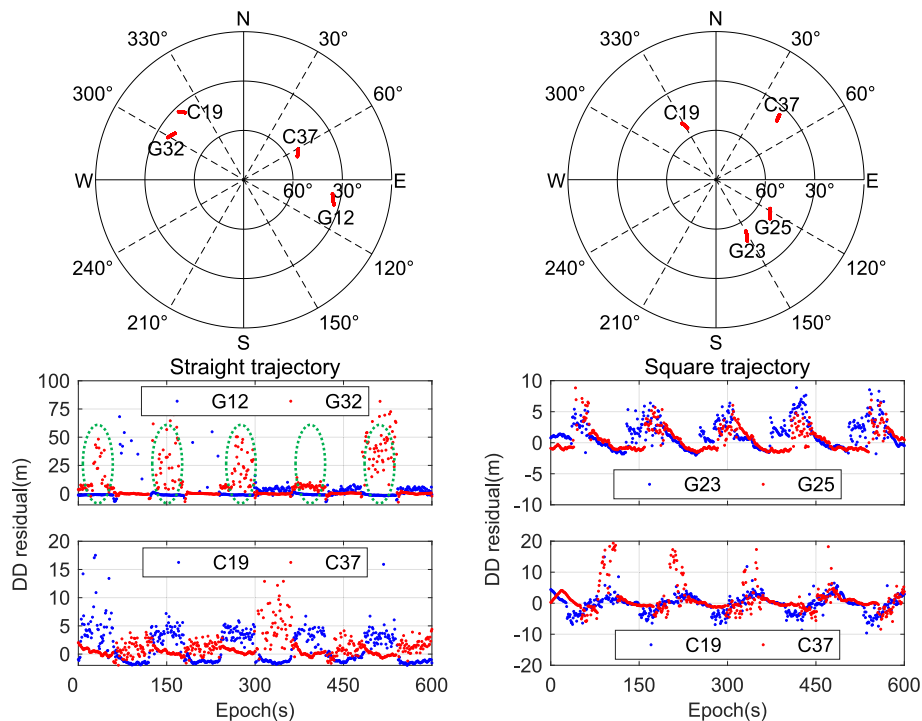 N
330° 30°
300° 60°
C19
G32
C37
W 60° 30° E
G12
240° 120°
210° 150°
S
N
330° 30°
300° 60°
C19
C37
W 60° 30° E
G25
G23
240° 120°
210° 150°
S
Straight trajectory
100
75
50
25
0
G12 G32
DD residual(m)
20
15
10
5
0
C19 C37
0 150 300 450 600
Epoch(s)
Square trajectory
10
5
0
-5
-10
G23 G25
DD residual(m)
20
10
0
-10
-20
C19 C37
0 150 300 450 600
Epoch(s)